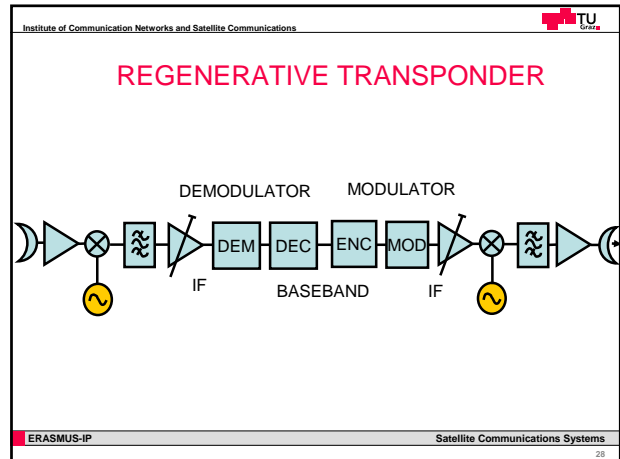 Institute of Communication Networks and Satellite Communications
TU
Graz
REGENERATIVE TRANSPONDER
DEMODULATOR MODULATOR
DEM DEC ENC MOD
IF BASEBAND IF
ERASMUS-IP Satellite Communications Systems
28